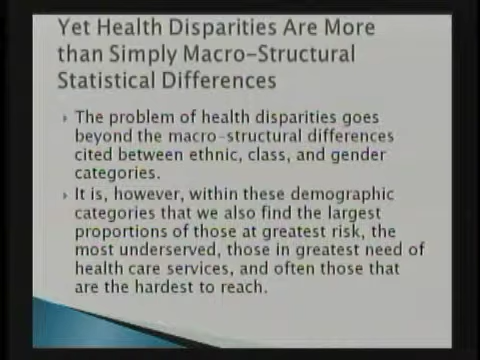 Yet Health Disparities Are More
than Simply Macro-Structural
Statistical Differences
The problem of health disparities goes
beyond the macro-structural differences
cited between ethnic, class, and gender
categories.
It is, however, within these demographic
categories that we also find the largest
proportions of those at greatest risk, the
most underserved, those in greatest need of
health care services, and often those that
are the hardest to reach.